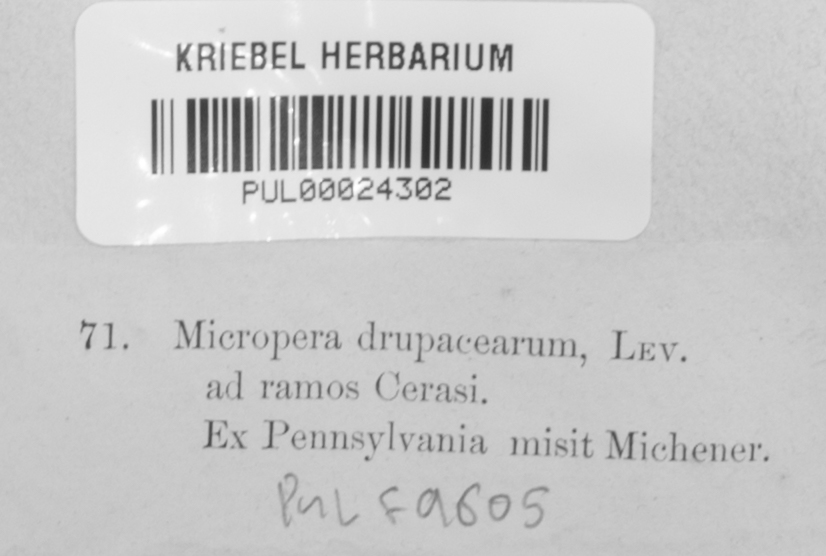 KRIEBEL HERBARIUM
PUL00024302
71. Micropera drupacearum, LEV.
ad ramos Cerasi.
Ex Pennsylvania misit Michener.
PUL F9605